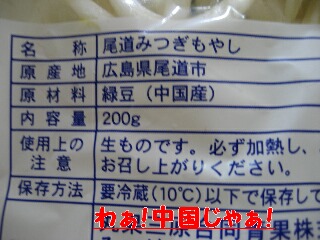 名 称 尾道みつぎもやし
原 産 地 広島県尾道市
原 材 料 緑豆(中国産)
内 容 量 200g
使用上の
注 意
生ものです。必ず加熱し、
お召し上がりください。
保存方法 要冷蔵(10℃)以下で保存して
わぁ!中国じゃぁ!